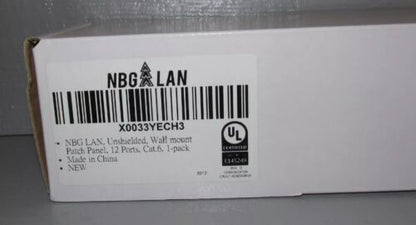 NBG LAN
X0033YECH3
• NBG LAN, Unshielded, Wall mount
Patch Panel, 12 Ports, Cat.6, 1-pack
• Made in China
• NEW
UL